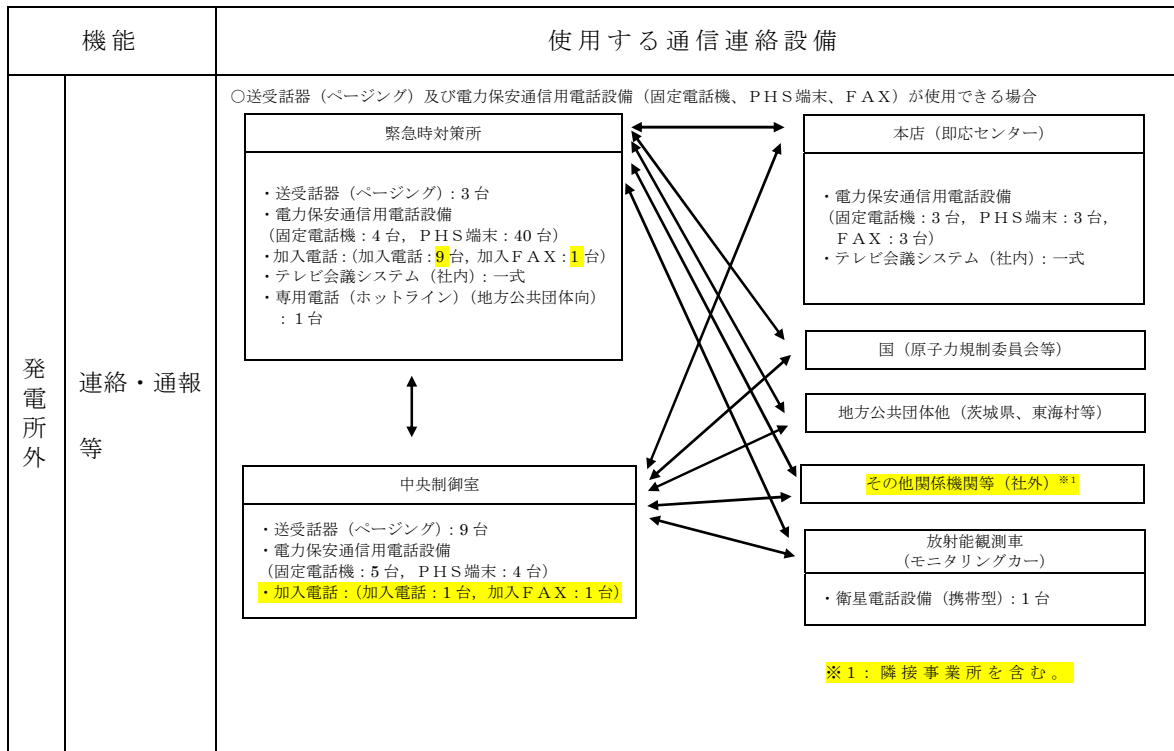 機能
使用する通信連絡設備
発電所外
連絡・通報
等
○送受話器（ページング）及び電力保安通信用電話設備（固定電話機、ＰＨＳ端末、ＦＡＸ）が使用できる場合
緊急時対策所
・送受話器（ページング）：3台
・電力保安通信用電話設備
（固定電話機：4台，ＰＨＳ端末：40台）
・加入電話：（加入電話：9台，加入ＦＡＸ：1台）
・テレビ会議システム（社内）：一式
・専用電話（ホットライン）（地方公共団体向）
：1台
中央制御室
・送受話器（ページング）：9台
・電力保安通信用電話設備
（固定電話機：5台，ＰＨＳ端末：4台）
・加入電話：（加入電話：1台，加入ＦＡＸ：1台）
本店（即応センター）
・電力保安通信用電話設備
（固定電話機：3台，ＰＨＳ端末：3台，
ＦＡＸ：3台）
・テレビ会議システム（社内）：一式
国（原子力規制委員会等）
地方公共団体他（茨城県、東海村等）
その他関係機関等（社外）※1
放射能観測車
（モニタリングカー）
・衛星電話設備（携帯型）：1台
※1：隣接事業所を含む。